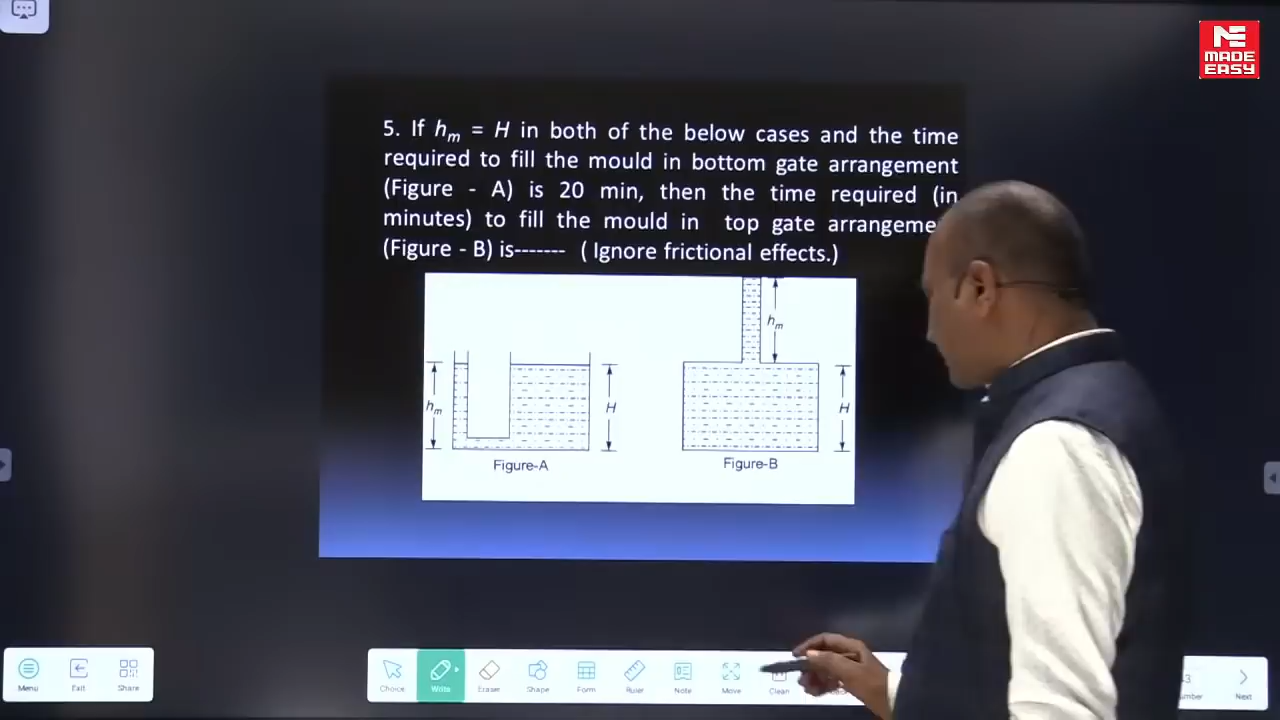 MADE
EASY
5. If hm = H in both of the below cases and the time
required to fill the mould in bottom gate arrangement
(Figure - A) is 20 min, then the time required (in
minutes) to fill the mould in top gate
(Figure - B) is------- ( Ignore frictional effects.)
hm
hm
H
H
Figure-A
Figure-B
Menu
Exit
Share
Choice
Write
Eraser
Shape
Form
Ruler
Note
Move
Clean
Next